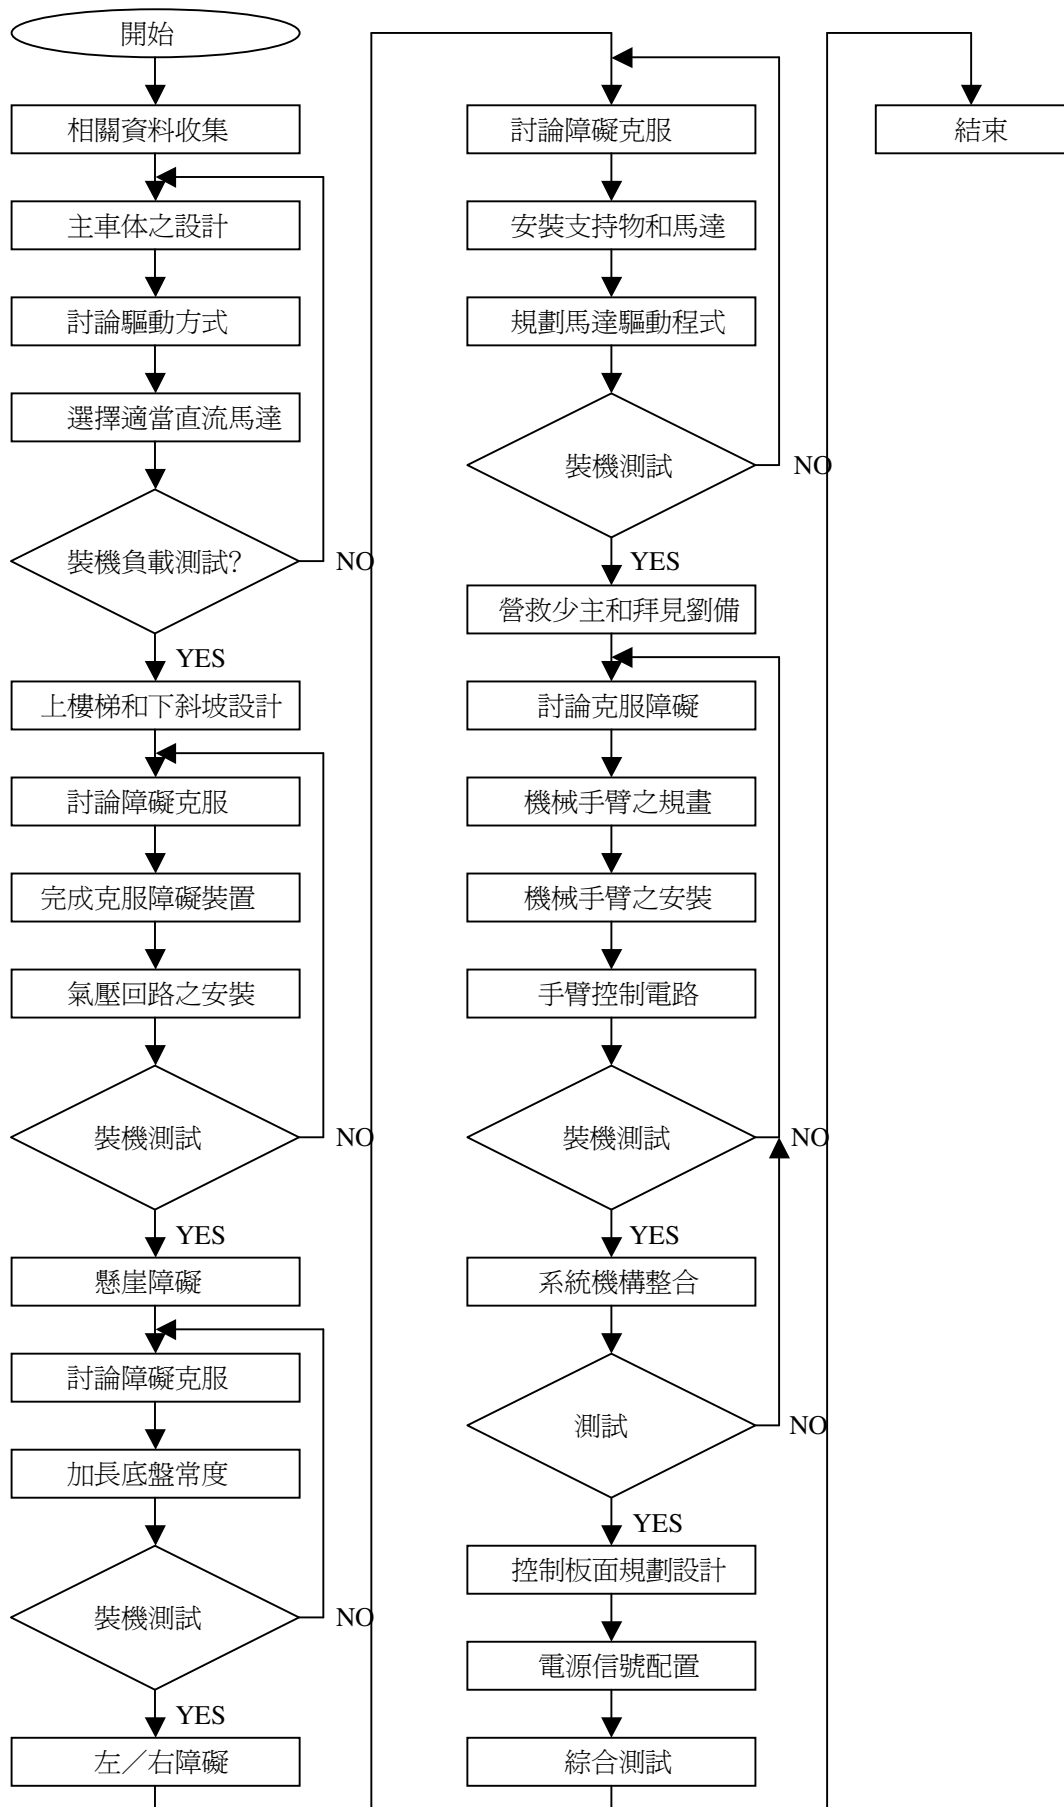 開始
相關資料收集
主車体之設計
討論驅動方式
選擇適當直流馬達
裝機負載測試?
NO
YES
上樓梯和下斜坡設計
討論障礙克服
完成克服障礙裝置
氣壓回路之安裝
裝機測試
NO
YES
懸崖障礙
討論障礙克服
加長底盤常度
裝機測試
NO
YES
左／右障礙
討論障礙克服
安裝支持物和馬達
規劃馬達驅動程式
裝機測試
NO
YES
營救少主和拜見劉備
討論克服障礙
機械手臂之規畫
機械手臂之安裝
手臂控制電路
裝機測試
NO
YES
系統機構整合
測試
NO
YES
控制板面規劃設計
電源信號配置
綜合測試
結束